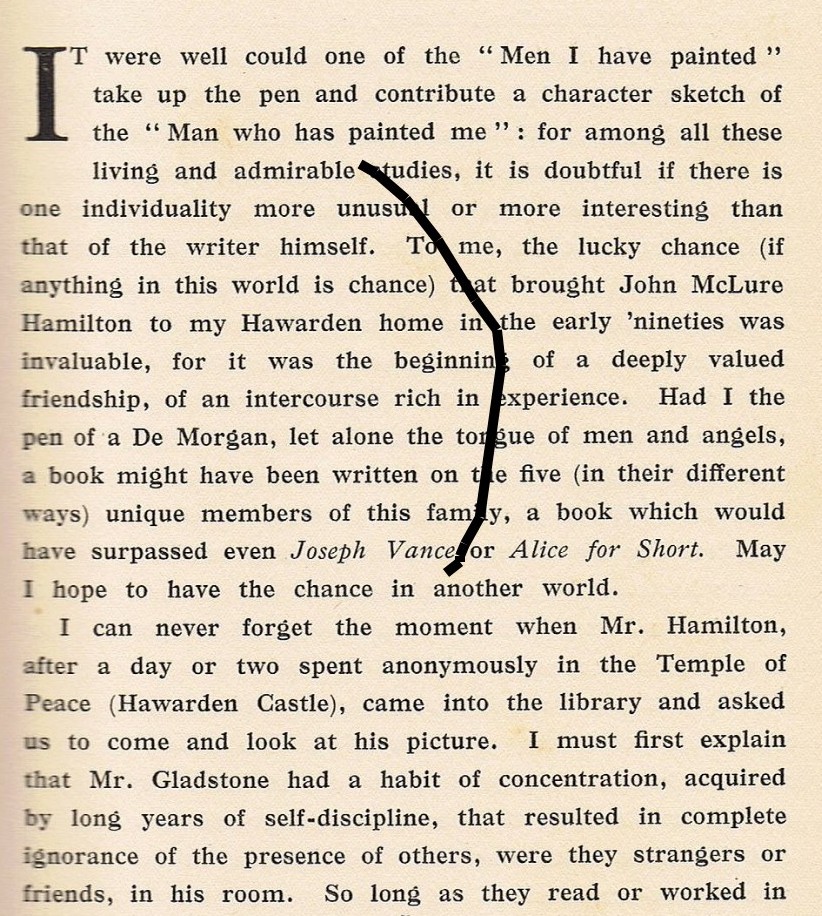 IT were well could one of the “Men I have painted”
take up the pen and contribute a character sketch of
the “Man who has painted me”: for among all these
living and admirable studies, it is doubtful if there is
one individuality more unusual or more interesting than
that of the writer himself. To me, the lucky chance (if
anything in this world is chance) that brought John McLure
Hamilton to my Hawarden home in the early 'nineties was
invaluable, for it was the beginning of a deeply valued
friendship, of an intercourse rich in experience. Had I the
pen of a De Morgan, let alone the tongue of men and angels,
a book might have been written on the five (in their different
ways) unique members of this family, a book which would
have surpassed even Joseph Vance or Alice for Short. May
I hope to have the chance in another world.
I can never forget the moment when Mr. Hamilton,
after a day or two spent anonymously in the Temple of
Peace (Hawarden Castle), came into the library and asked
us to come and look at his picture. I must first explain
that Mr. Gladstone had a habit of concentration, acquired
by long years of self-discipline, that resulted in complete
ignorance of the presence of others, were they strangers or
friends, in his room. So long as they read or worked in